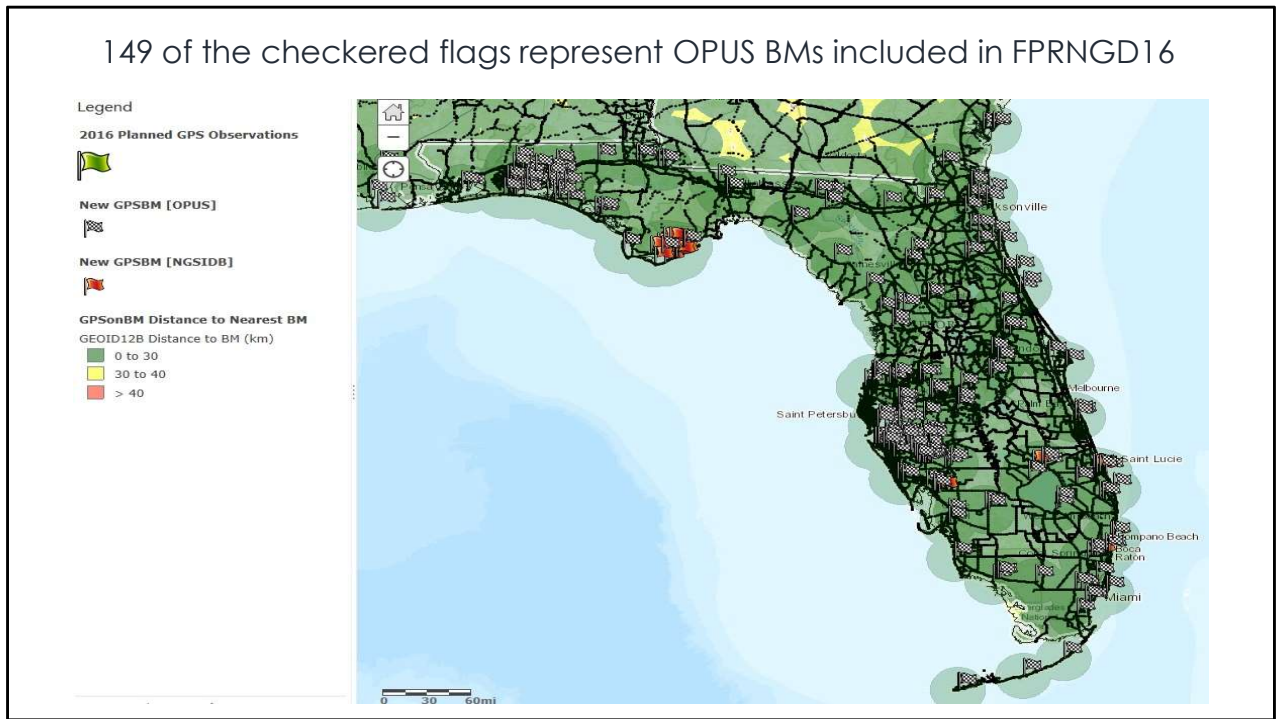 149 of the checkered flags represent OPUS BMs included in FPRNGD16
Legend
2016 Planned GPS Observations
New GPSBM [OPUS]
New GPSBM [NGSIDB]
GPSonBM Distance to Nearest BM
GEOID12B Distance to BM (km)
0 to 30
30 to 40
> 40
ksonville
Melbourne
Saint Petersbu
Saint Lucie
ompano Beach
Boca
Raton
Miami
0 30 60mi